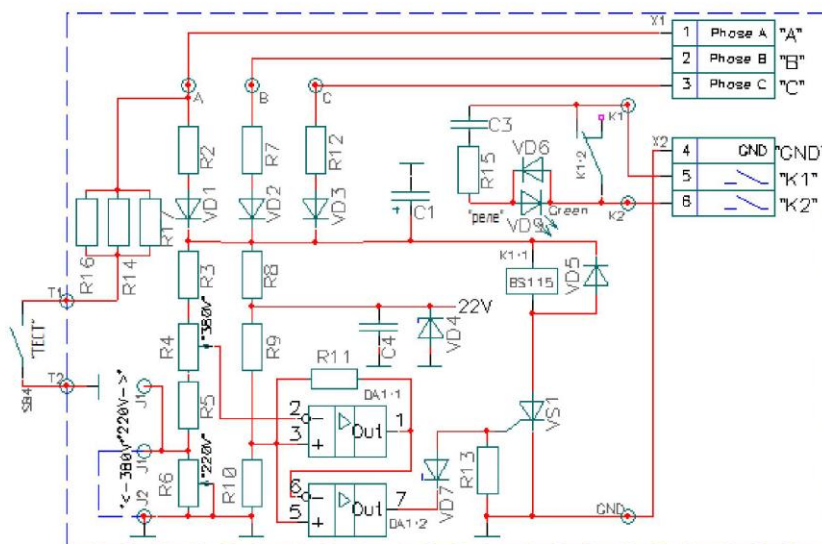 X1
1 Phase A "A"
2 Phase B "B"
3 Phase C "C"
A
B
C
R2
R7
R12
C3
R15
VD6
K1-2
K1
X2
4 GND "GND"
5 "K1"
6 "K2"
VD1
VD2
VD3
C1
"реле"
VD9
Green
K2
R16
R14
R17
R3
R8
K1-1
BS115
VD5
T1
"ТЕСТ"
SB4
T2
R4
"380V"
R9
C4
VD4
22V
R11
DA1-1
2
3
Out
1
VS1
J1
R5
"<-380V"220V->"
J1
R6
"220V"
J2
R10
6
5
Out
7
DA1-2
VD7
R13
GND